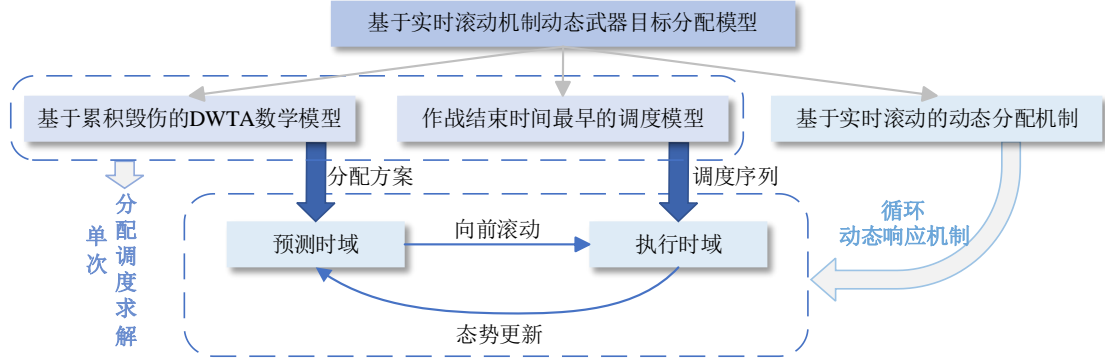 基于实时滚动机制动态武器目标分配模型
基于累积毁伤的DWTA数学模型
作战结束时间最早的调度模型
基于实时滚动的动态分配机制
分配方案
调度序列
单次
分配调度求解
循环
动态响应机制
预测时域
向前滚动
执行时域
态势更新